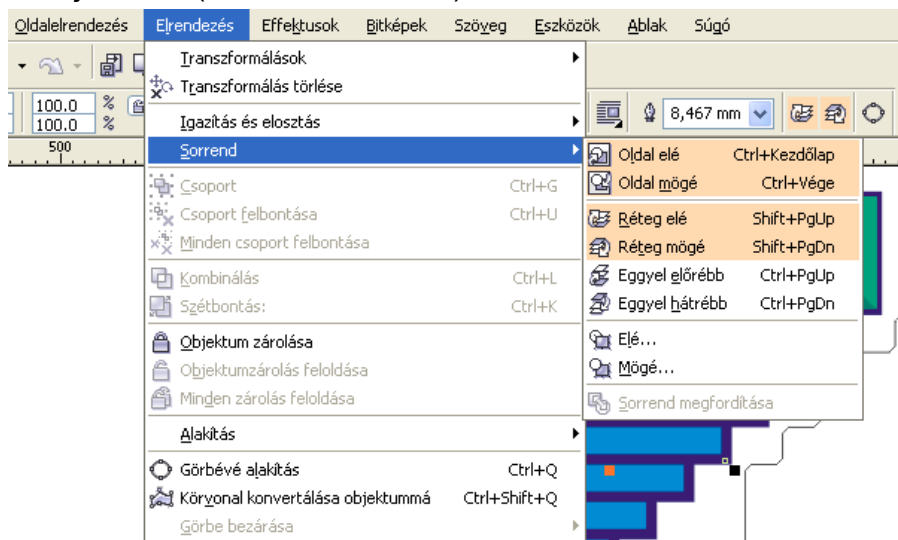 Oldalelrendezés Elrendezés Effektusok Bitképek Szöveg Eszközök Ablak Súgó
Transzformálások
Transzformálás törlése
100.0 %
100.0 %
Igazítás és elosztás
8,467 mm
500
Sorrend
Oldal elé Ctrl+Kezdőlap
Oldal mögé Ctrl+Vége
Réteg elé Shift+PgUp
Réteg mögé Shift+PgDn
Eggyel előrébb Ctrl+PgUp
Eggyel hátrébb Ctrl+PgDn
Elé...
Mögé...
Sorrend megfordítása
Csoport Ctrl+G
Csoport felbontása Ctrl+U
Minden csoport felbontása
Kombinálás Ctrl+L
Szétbontás: Ctrl+K
Objektum zárolása
Objektumzárolás feloldása
Minden zárolás feloldása
Alakítás
Görbévé alakítás Ctrl+Q
Körvonal konvertálása objektummá Ctrl+Shift+Q
Görbe bezárása